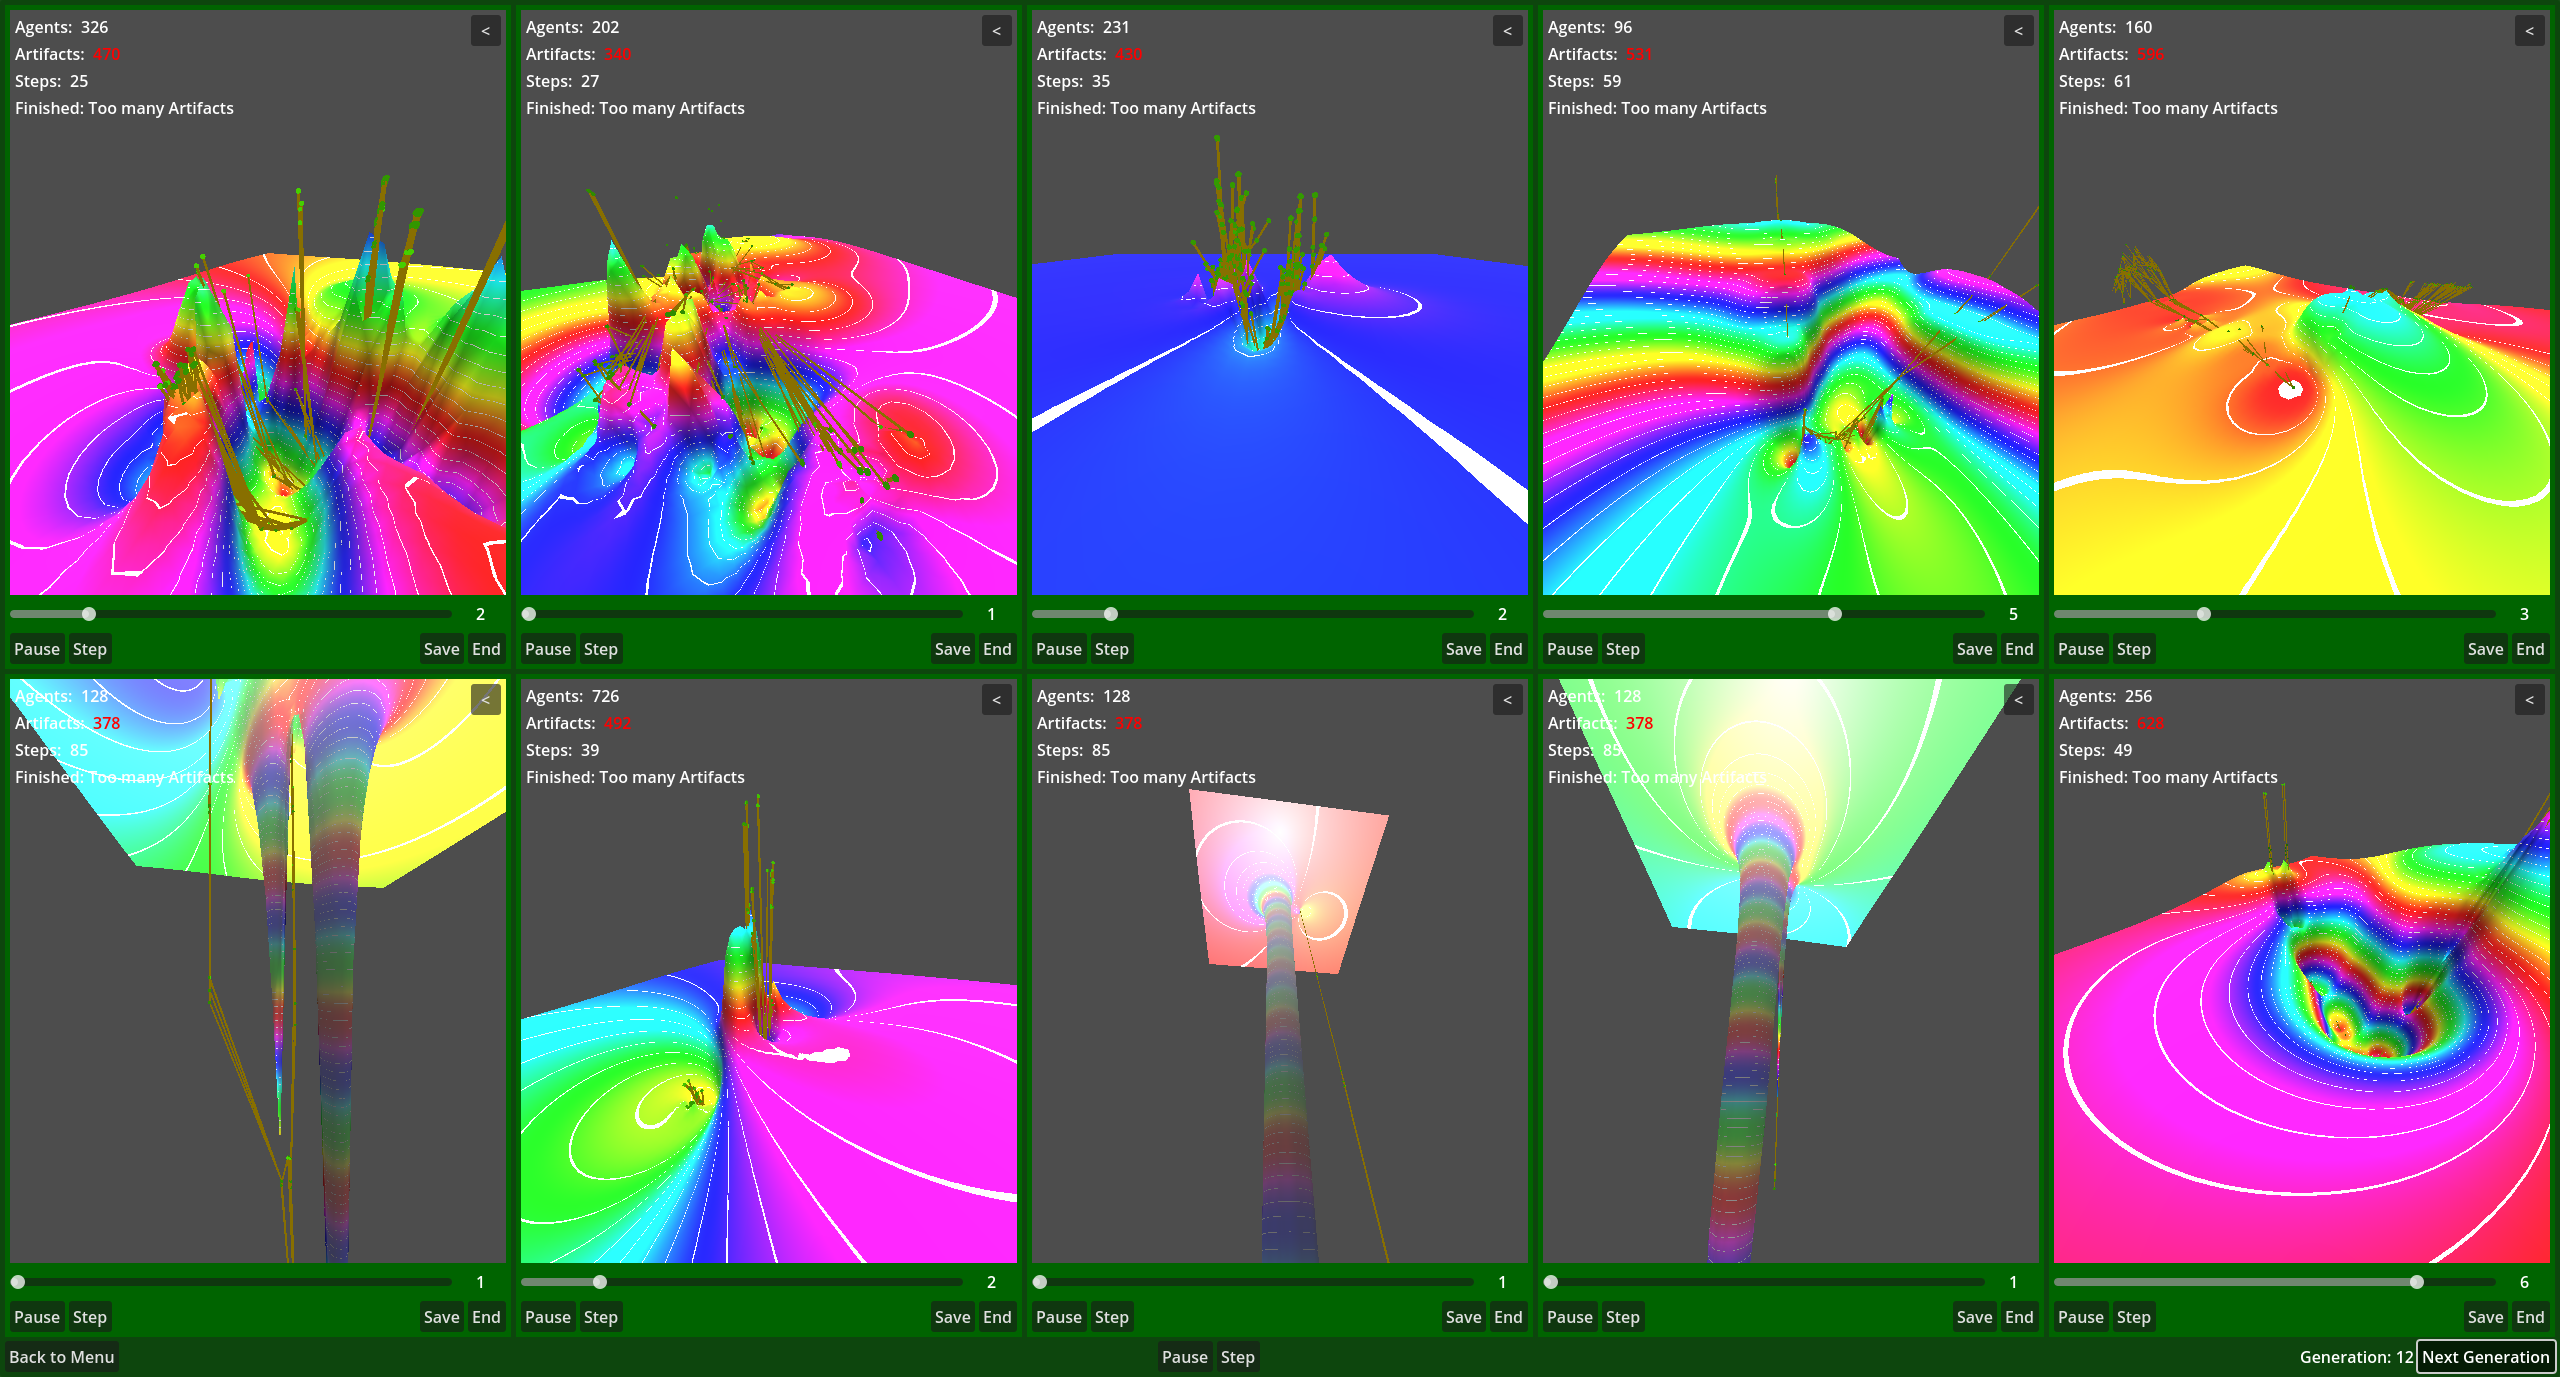 Agents: 326
Artifacts: 470
Steps: 25
Finished: Too many Artifacts
<
2
Pause Step Save End
Agents: 202
Artifacts: 340
Steps: 27
Finished: Too many Artifacts
<
1
Pause Step Save End
Agents: 231
Artifacts: 430
Steps: 35
Finished: Too many Artifacts
<
2
Pause Step Save End
Agents: 96
Artifacts: 531
Steps: 59
Finished: Too many Artifacts
<
5
Pause Step Save End
Agents: 160
Artifacts: 596
Steps: 61
Finished: Too many Artifacts
<
3
Pause Step Save End
Agents: 128
Artifacts: 378
Steps: 85
Finished: Too many Artifacts
<
1
Pause Step Save End
Agents: 726
Artifacts: 492
Steps: 39
Finished: Too many Artifacts
<
2
Pause Step Save End
Agents: 128
Artifacts: 378
Steps: 85
Finished: Too many Artifacts
<
1
Pause Step Save End
Agents: 128
Artifacts: 378
Steps: 85
Finished: Too many Artifacts
<
1
Pause Step Save End
Agents: 256
Artifacts: 628
Steps: 49
Finished: Too many Artifacts
<
6
Pause Step Save End
Back to Menu Pause Step Generation: 12 Next Generation